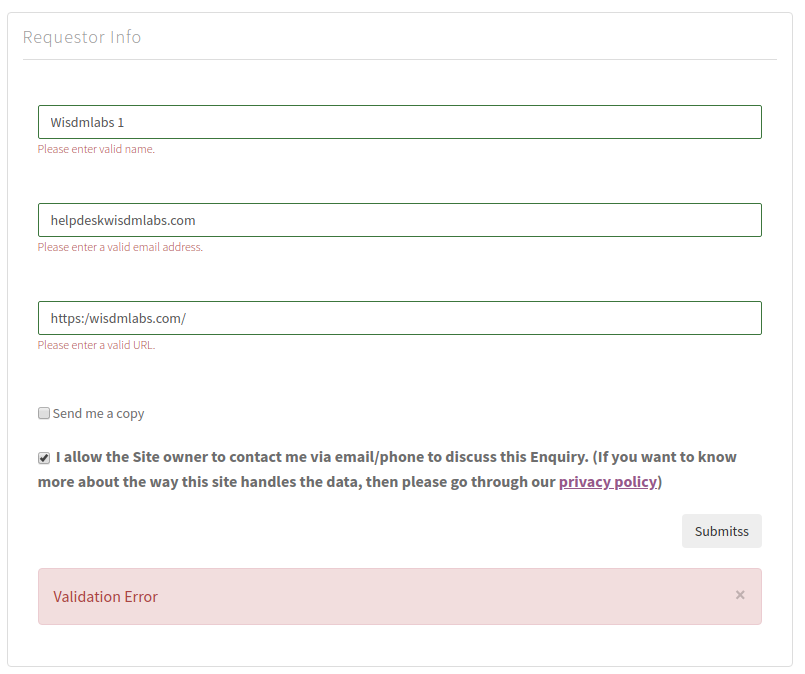 Requestor Info
Wisdmlabs 1
Please enter valid name.
helpdeskwisdmlabs.com
Please enter a valid email address.
https:/wisdmlabs.com/
Please enter a valid URL.
Send me a copy
I allow the Site owner to contact me via email/phone to discuss this Enquiry. (If you want to know
more about the way this site handles the data, then please go through our privacy policy)
Submitss
Validation Error ×